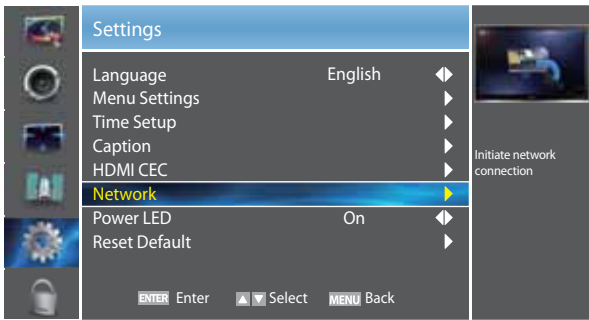 Settings
Language English
Menu Settings
Time Setup
Caption
HDMI CEC
Network
Power LED On
Reset Default
ENTER Enter ▲ ▼ Select MENU Back
Initiate network
connection